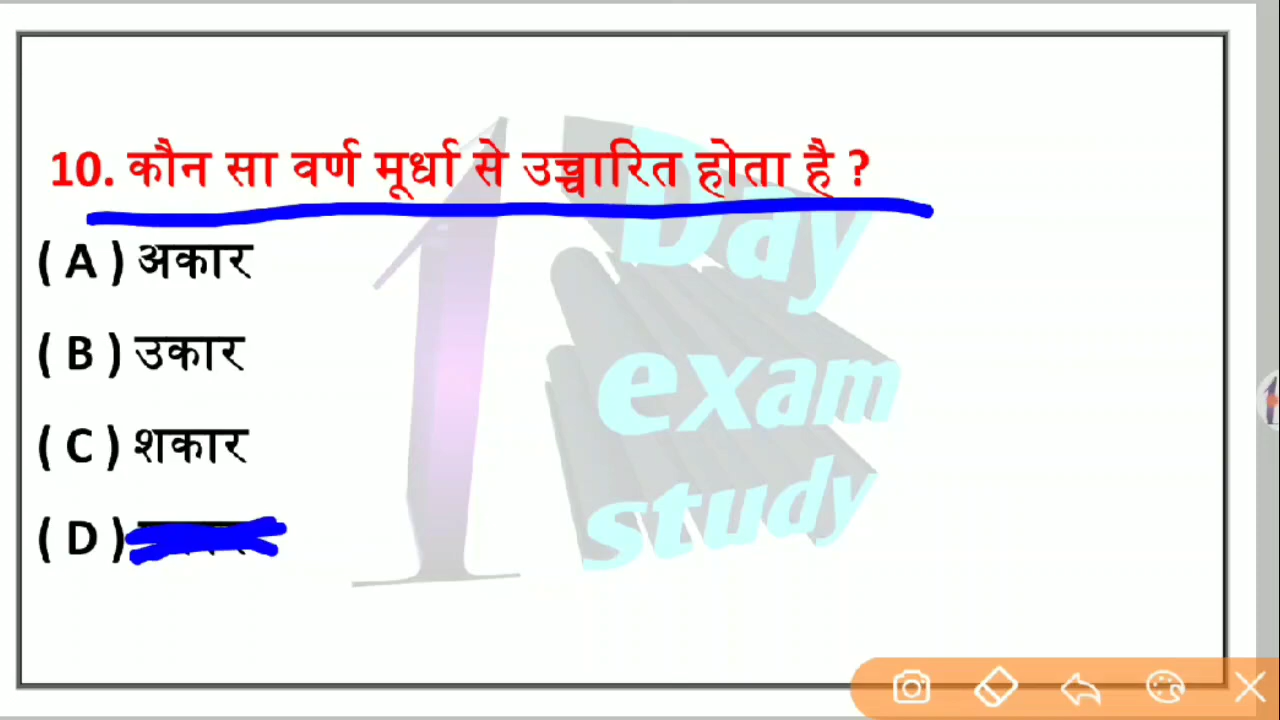 10. कौन सा वर्ण मूर्धा से उच्चारित होता है ?
( A ) अकार
( B ) उकार
( C ) शकार
( D )
1 Day
exam
study